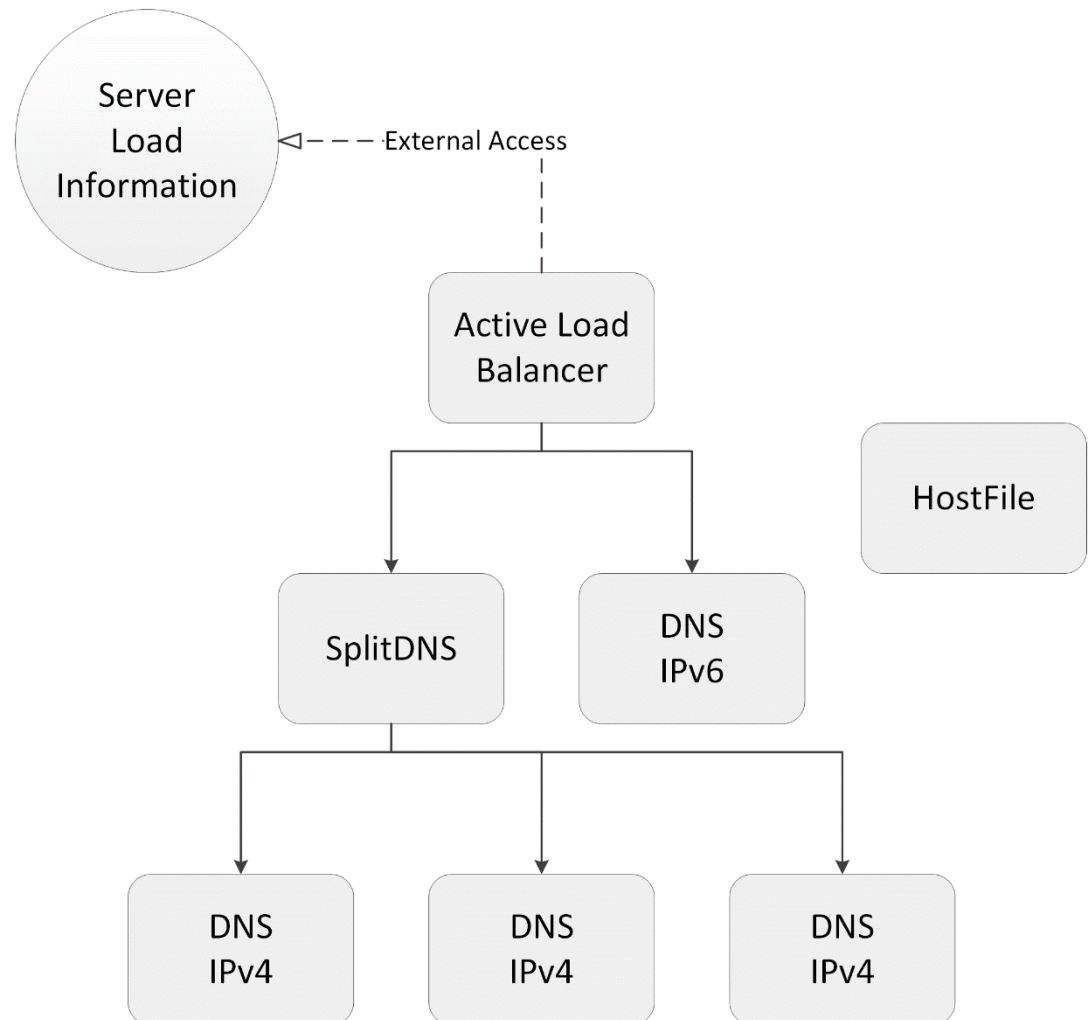 Server
Load
Information
External Access
Active Load
Balancer
HostFile
SplitDNS
DNS
IPv6
DNS
IPv4
DNS
IPv4
DNS
IPv4